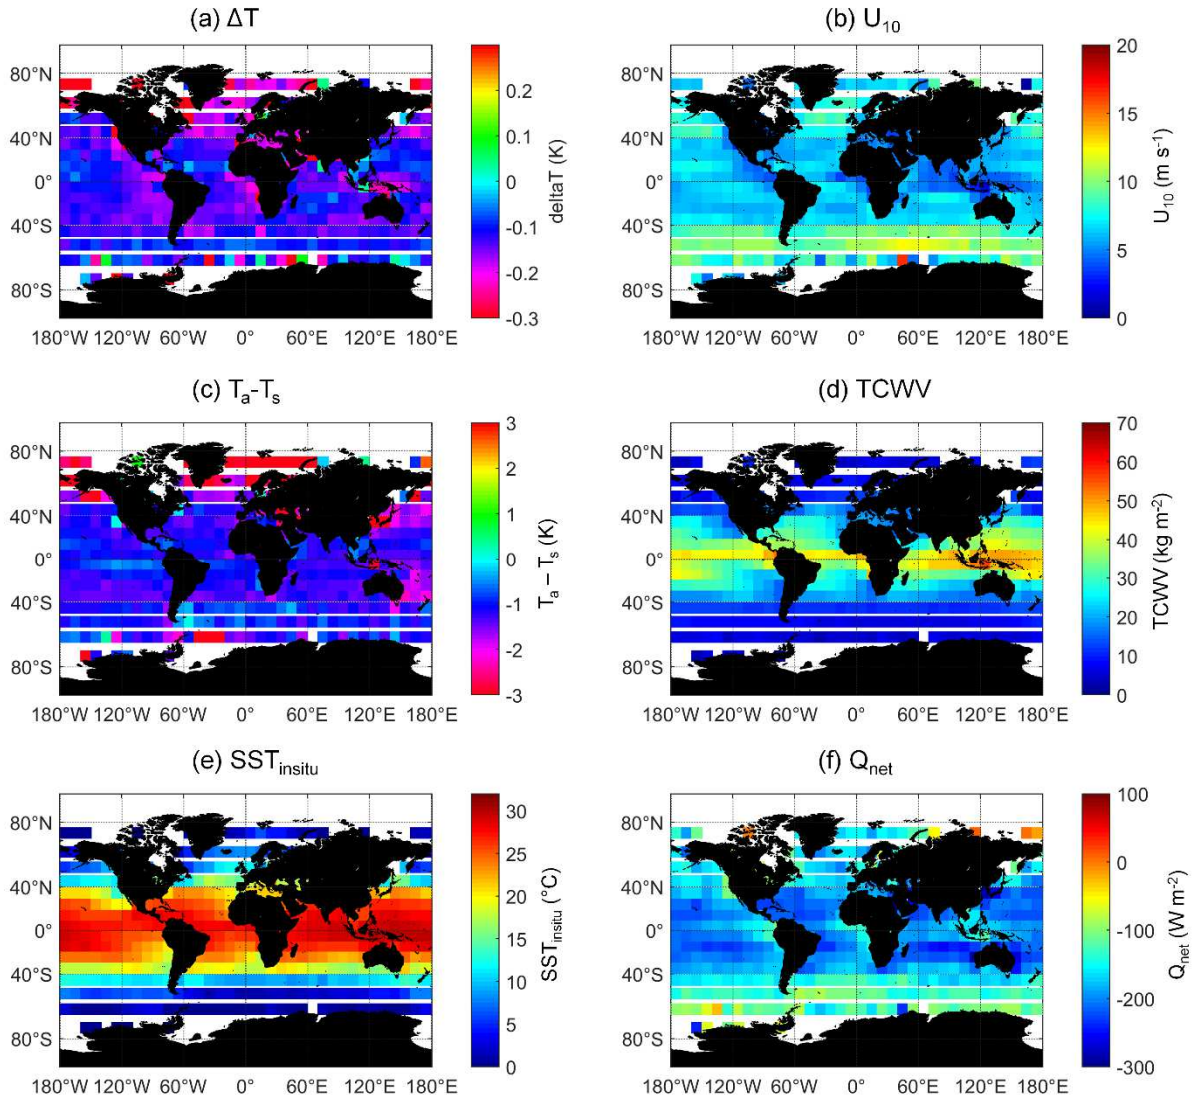 (a) ΔT
80°N
40°N
0°
40°S
80°S
180°W 120°W 60°W 0° 60°E 120°E 180°E
0.2
0.1
0
-0.1
-0.2
-0.3
deltaT (K)
(b) U₁₀
80°N
40°N
0°
40°S
80°S
180°W 120°W 60°W 0° 60°E 120°E 180°E
20
15
10
5
0
U₁₀ (m s⁻¹)
(c) Tₐ-Tₛ
80°N
40°N
0°
40°S
80°S
180°W 120°W 60°W 0° 60°E 120°E 180°E
3
2
1
0
-1
-2
-3
Tₐ – Tₛ (K)
(d) TCWV
80°N
40°N
0°
40°S
80°S
180°W 120°W 60°W 0° 60°E 120°E 180°E
70
60
50
40
30
20
10
0
TCWV (kg m⁻²)
(e) SST_insitu
80°N
40°N
0°
40°S
80°S
180°W 120°W 60°W 0° 60°E 120°E 180°E
30
25
20
15
10
5
0
SST_insitu (°C)
(f) Q_net
80°N
40°N
0°
40°S
80°S
180°W 120°W 60°W 0° 60°E 120°E 180°E
100
0
-100
-200
-300
Q_net (W m⁻²)